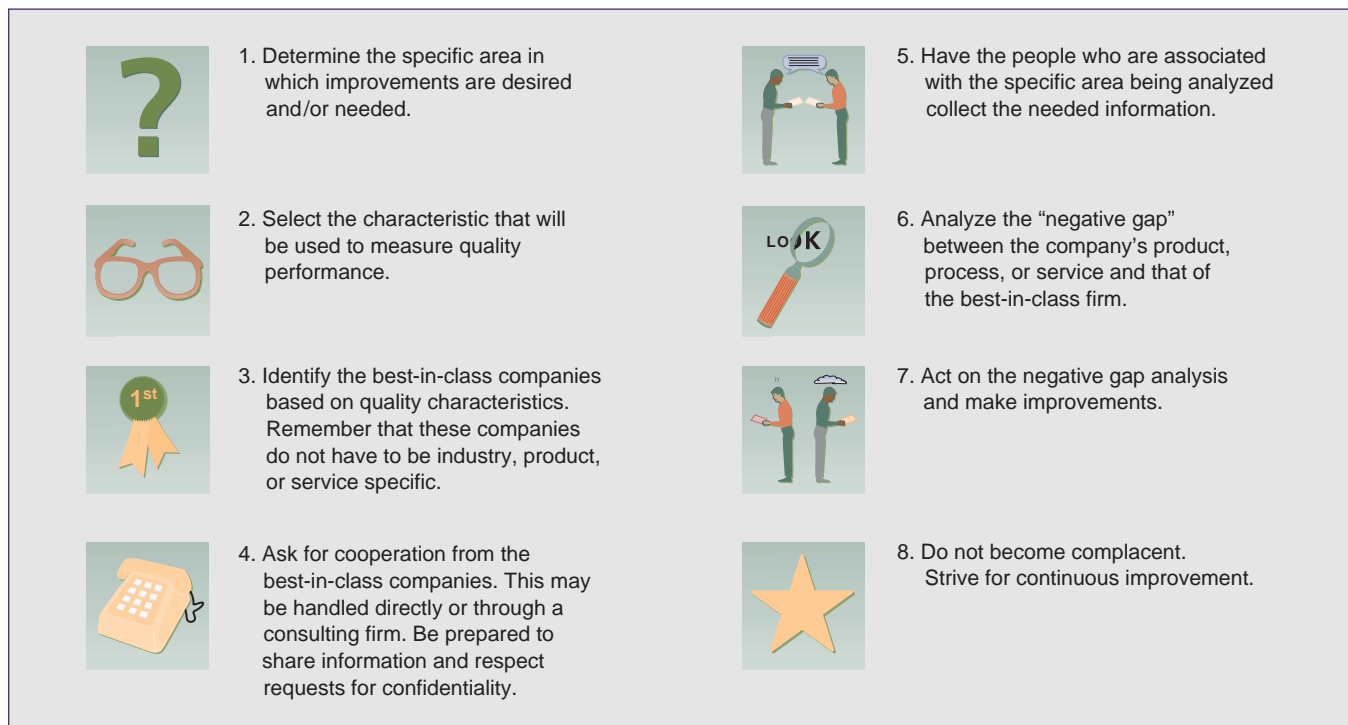 1. Determine the specific area in
which improvements are desired
and/or needed.
2. Select the characteristic that will
be used to measure quality
performance.
1st
3. Identify the best-in-class companies
based on quality characteristics.
Remember that these companies
do not have to be industry, product,
or service specific.
4. Ask for cooperation from the
best-in-class companies. This may
be handled directly or through a
consulting firm. Be prepared to
share information and respect
requests for confidentiality.
5. Have the people who are associated
with the specific area being analyzed
collect the needed information.
LOOK
6. Analyze the “negative gap”
between the company’s product,
process, or service and that of
the best-in-class firm.
7. Act on the negative gap analysis
and make improvements.
8. Do not become complacent.
Strive for continuous improvement.